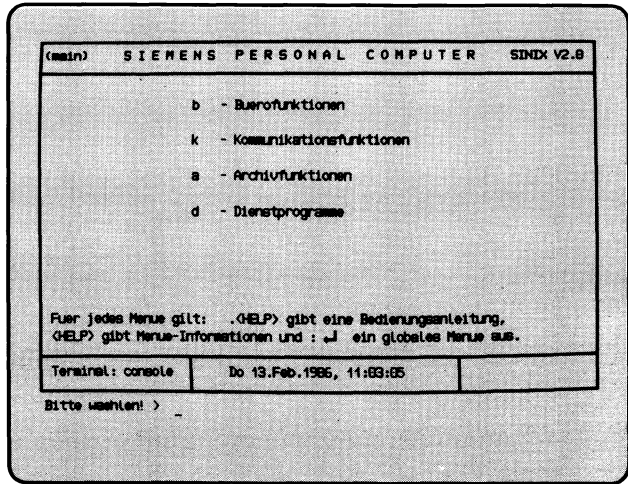 (main) SIEMENS PERSONAL COMPUTER SINIX V2.0
b - Buerofunktionen
k - Kommunikationsfunktionen
a - Archivfunktionen
d - Dienstprogramme
Fuer jedes Menue gilt: .<HELP> gibt eine Bedienungsanleitung,
<HELP> gibt Menue-Informationen und : ↵ ein globales Menue aus.
Terminal: console Do 13.Feb.1986, 11:03:05
Bitte waehlen! > _